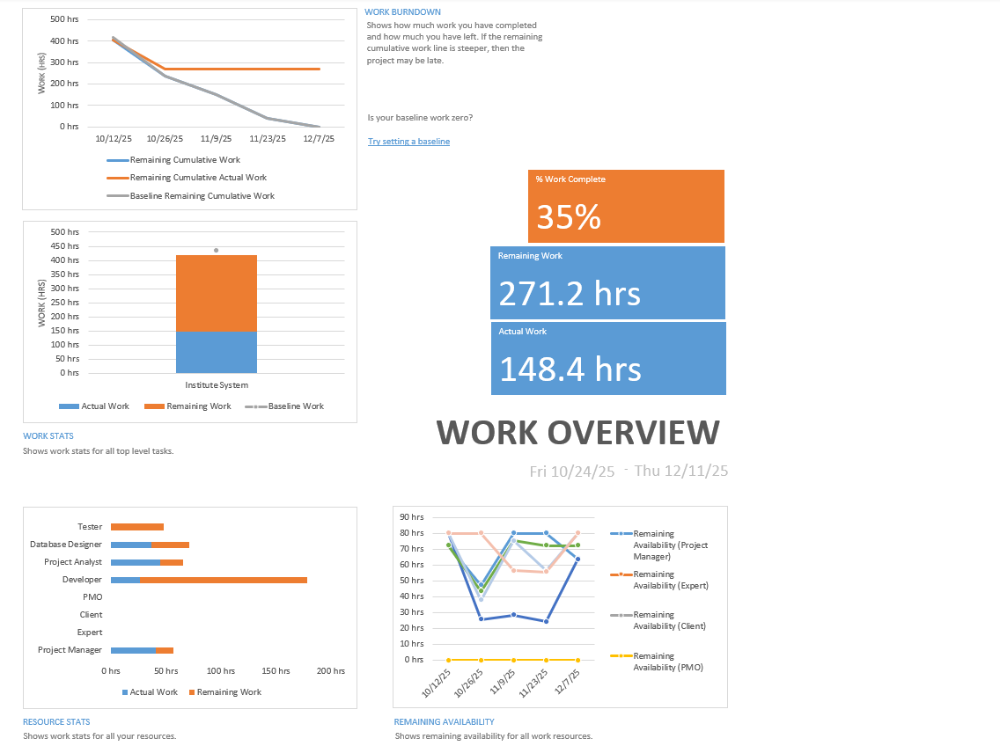 500 hrs
400 hrs
300 hrs
200 hrs
100 hrs
0 hrs
WORK (HRS)
10/12/25 10/26/25 11/9/25 11/23/25 12/7/25
Remaining Cumulative Work
Remaining Cumulative Actual Work
Baseline Remaining Cumulative Work
WORK BURNDOWN
Shows how much work you have completed
and how much you have left. If the remaining
cumulative work line is steeper, then the
project may be late.
Is your baseline work zero?
Try setting a baseline
% Work Complete
35%
Remaining Work
271.2 hrs
Actual Work
148.4 hrs
WORK OVERVIEW
Fri 10/24/25 - Thu 12/11/25
500 hrs
450 hrs
400 hrs
350 hrs
300 hrs
250 hrs
200 hrs
150 hrs
100 hrs
50 hrs
0 hrs
WORK (HRS)
Institute System
Actual Work Remaining Work Baseline Work
WORK STATS
Shows work stats for all top level tasks.
Tester
Database Designer
Project Analyst
Developer
PMO
Client
Expert
Project Manager
0 hrs 50 hrs 100 hrs 150 hrs 200 hrs
Actual Work Remaining Work
RESOURCE STATS
Shows work stats for all your resources.
90 hrs
80 hrs
70 hrs
60 hrs
50 hrs
40 hrs
30 hrs
20 hrs
10 hrs
0 hrs
10/12/25 10/26/25 11/9/25 11/23/25 12/7/25
Remaining
Availability (Project
Manager)
Remaining
Availability (Expert)
Remaining
Availability (Client)
Remaining
Availability (PMO)
REMAINING AVAILABILITY
Shows remaining availability for all work resources.